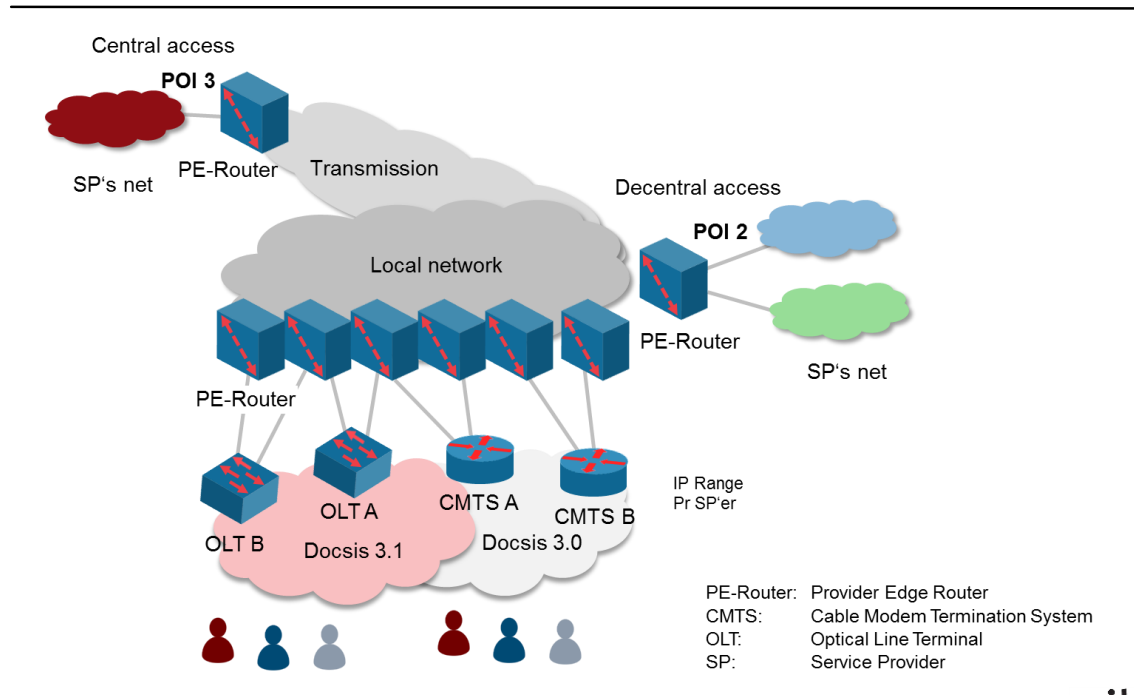 Central access
POI 3
PE-Router
SP's net
Transmission
Decentral access
POI 2
Local network
PE-Router
SP's net
PE-Router
OLT A
CMTS A
OLT B
CMTS B
Docsis 3.1
Docsis 3.0
IP Range
Pr SP'er
PE-Router: Provider Edge Router
CMTS: Cable Modem Termination System
OLT: Optical Line Terminal
SP: Service Provider